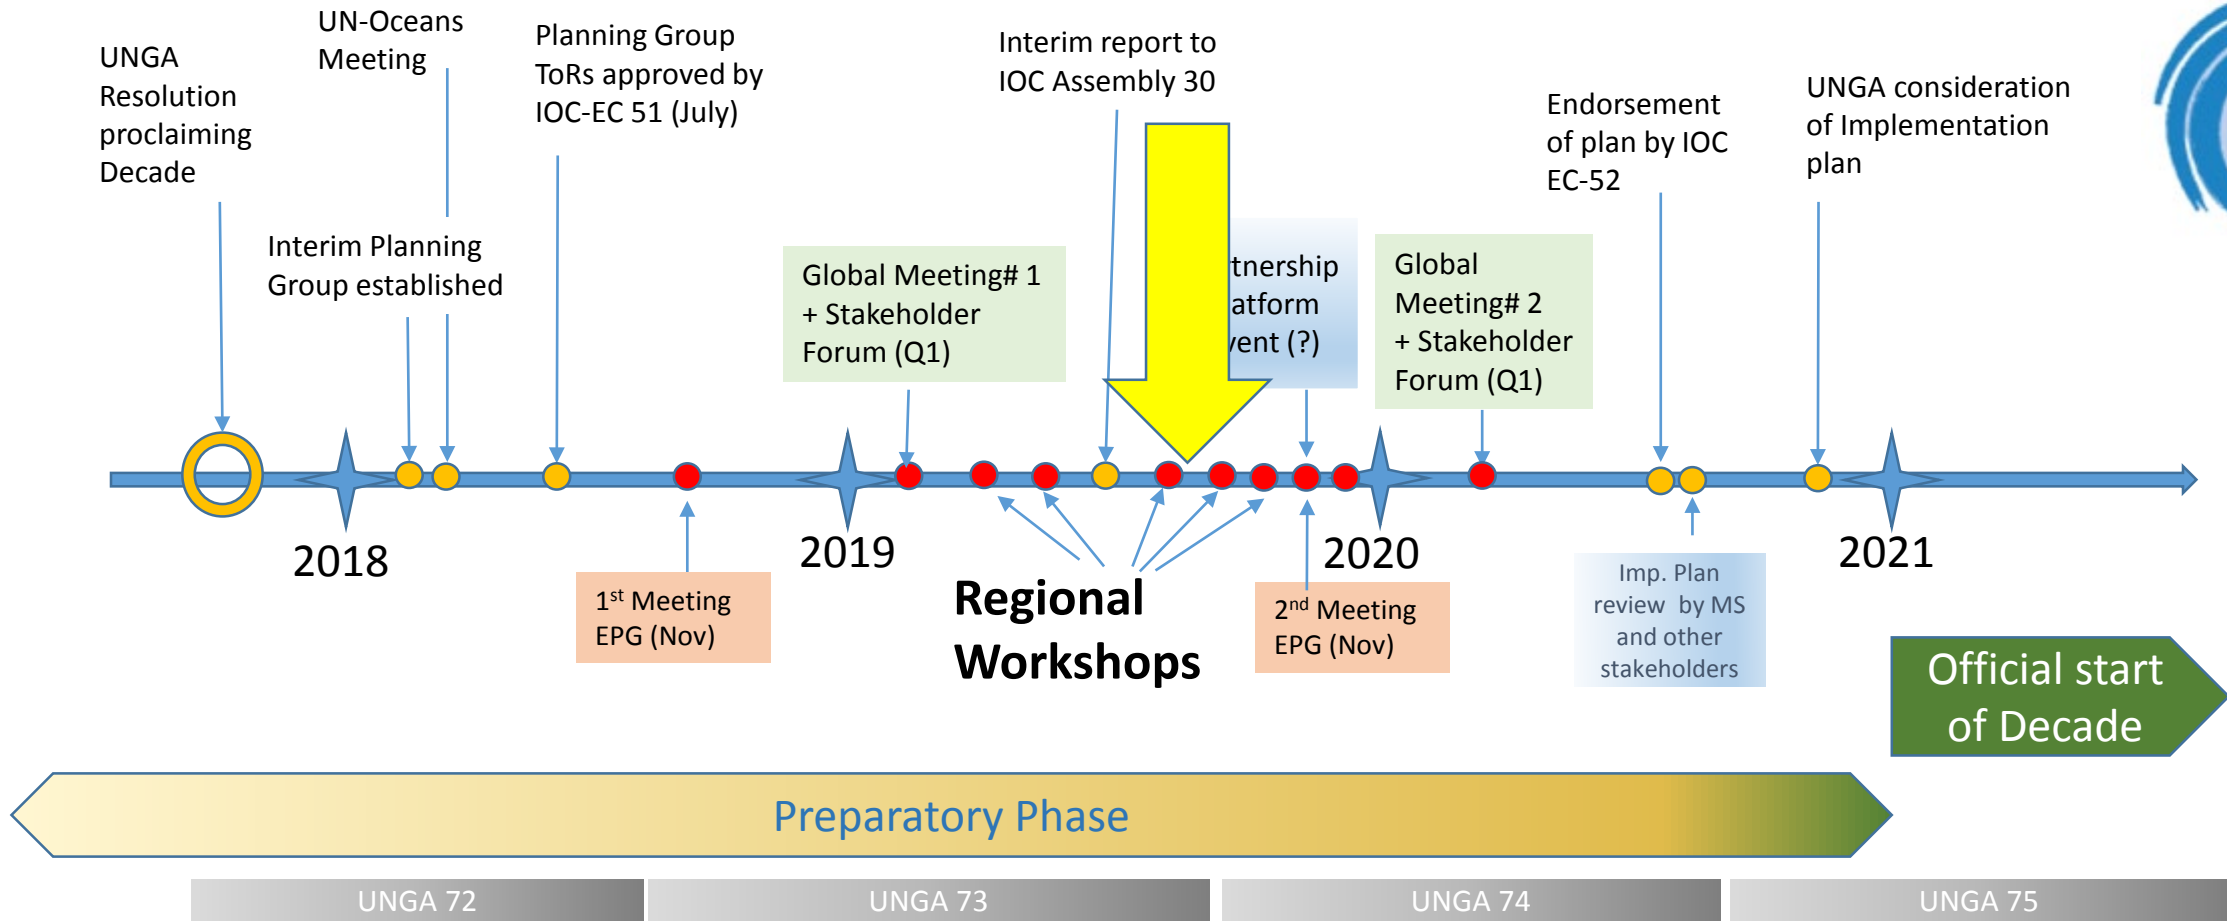 UN-Oceans
Meeting
UNGA
Resolution
proclaiming
Decade
Planning Group
ToRs approved by
IOC-EC 51 (July)
Interim report to
IOC Assembly 30
Endorsement
of plan by IOC
EC-52
UNGA consideration
of Implementation
plan
Interim Planning
Group established
Global Meeting# 1
+ Stakeholder
Forum (Q1)
tnership
atform
vent (?)
Global
Meeting# 2
+ Stakeholder
Forum (Q1)
2018
2019
2020
2021
1st Meeting
EPG (Nov)
Regional
Workshops
2nd Meeting
EPG (Nov)
Imp. Plan
review by MS
and other
stakeholders
Official start
of Decade
Preparatory Phase
UNGA 72
UNGA 73
UNGA 74
UNGA 75